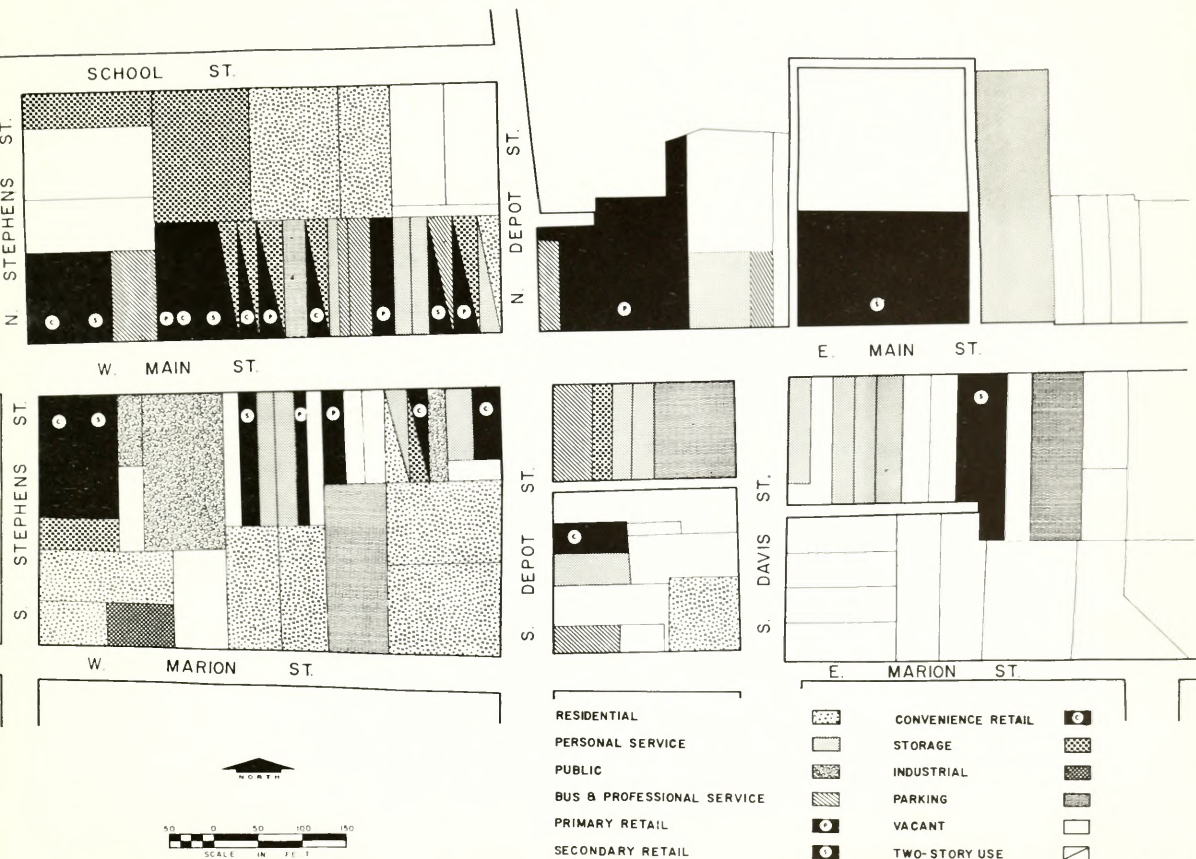 SCHOOL ST.
N. STEPHENS ST.
N. DEPOT ST.
C S P C S C P C P S P
P
S
W. MAIN ST.
E. MAIN ST.
S. STEPHENS ST.
C S S P P C C
S. DEPOT ST.
C
S. DAVIS ST.
S
W. MARION ST.
E. MARION ST.
NORTH
50 0 50 100 150
SCALE IN FEET
RESIDENTIAL
PERSONAL SERVICE
PUBLIC
BUS & PROFESSIONAL SERVICE
PRIMARY RETAIL P
SECONDARY RETAIL S
CONVENIENCE RETAIL C
STORAGE
INDUSTRIAL
PARKING
VACANT
TWO-STORY USE